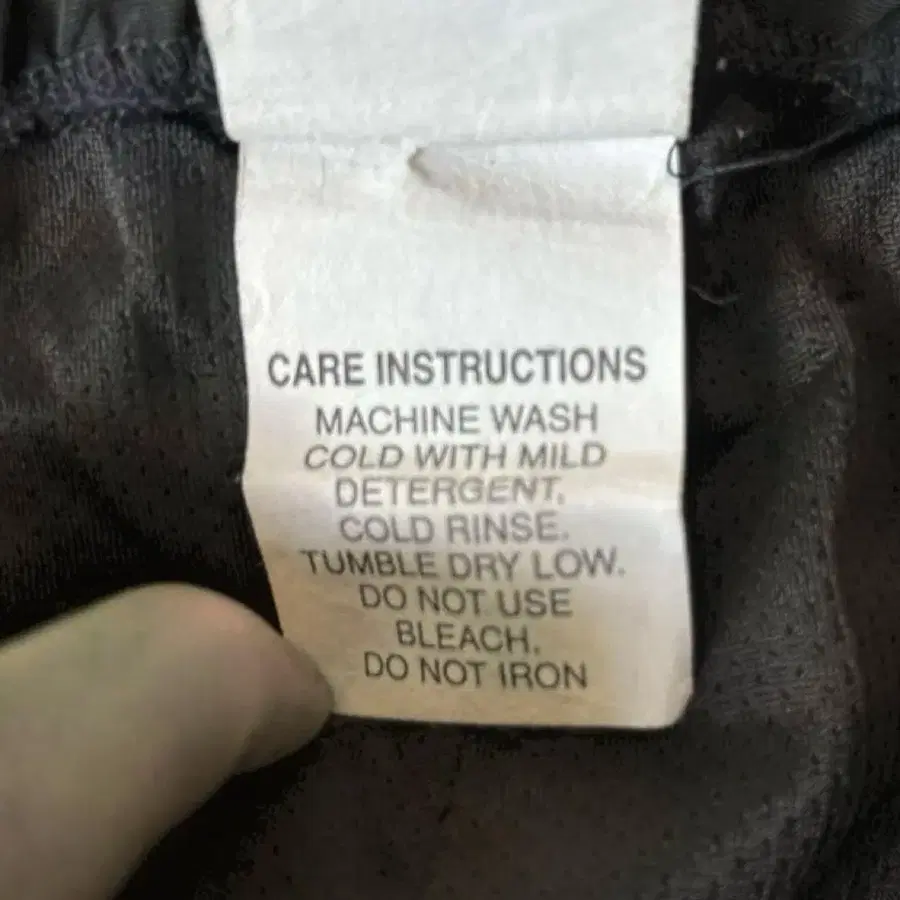 CARE INSTRUCTIONS
MACHINE WASH
COLD WITH MILD
DETERGENT.
COLD RINSE.
TUMBLE DRY LOW.
DO NOT USE
BLEACH.
DO NOT IRON